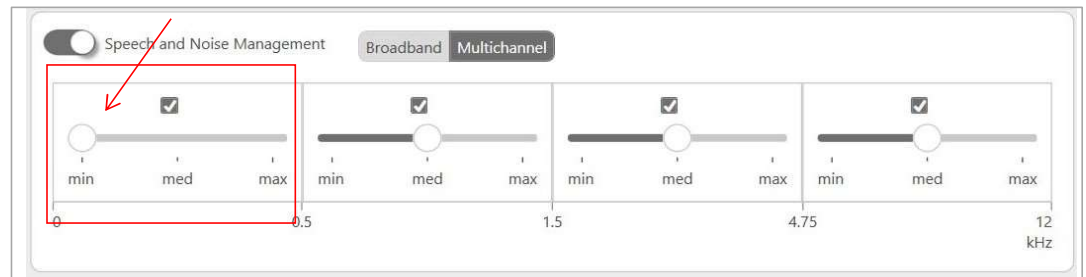 Speech and Noise Management Broadband Multichannel
min med max min med max min med max min med max
0 0.5 1.5 4.75 12
kHz